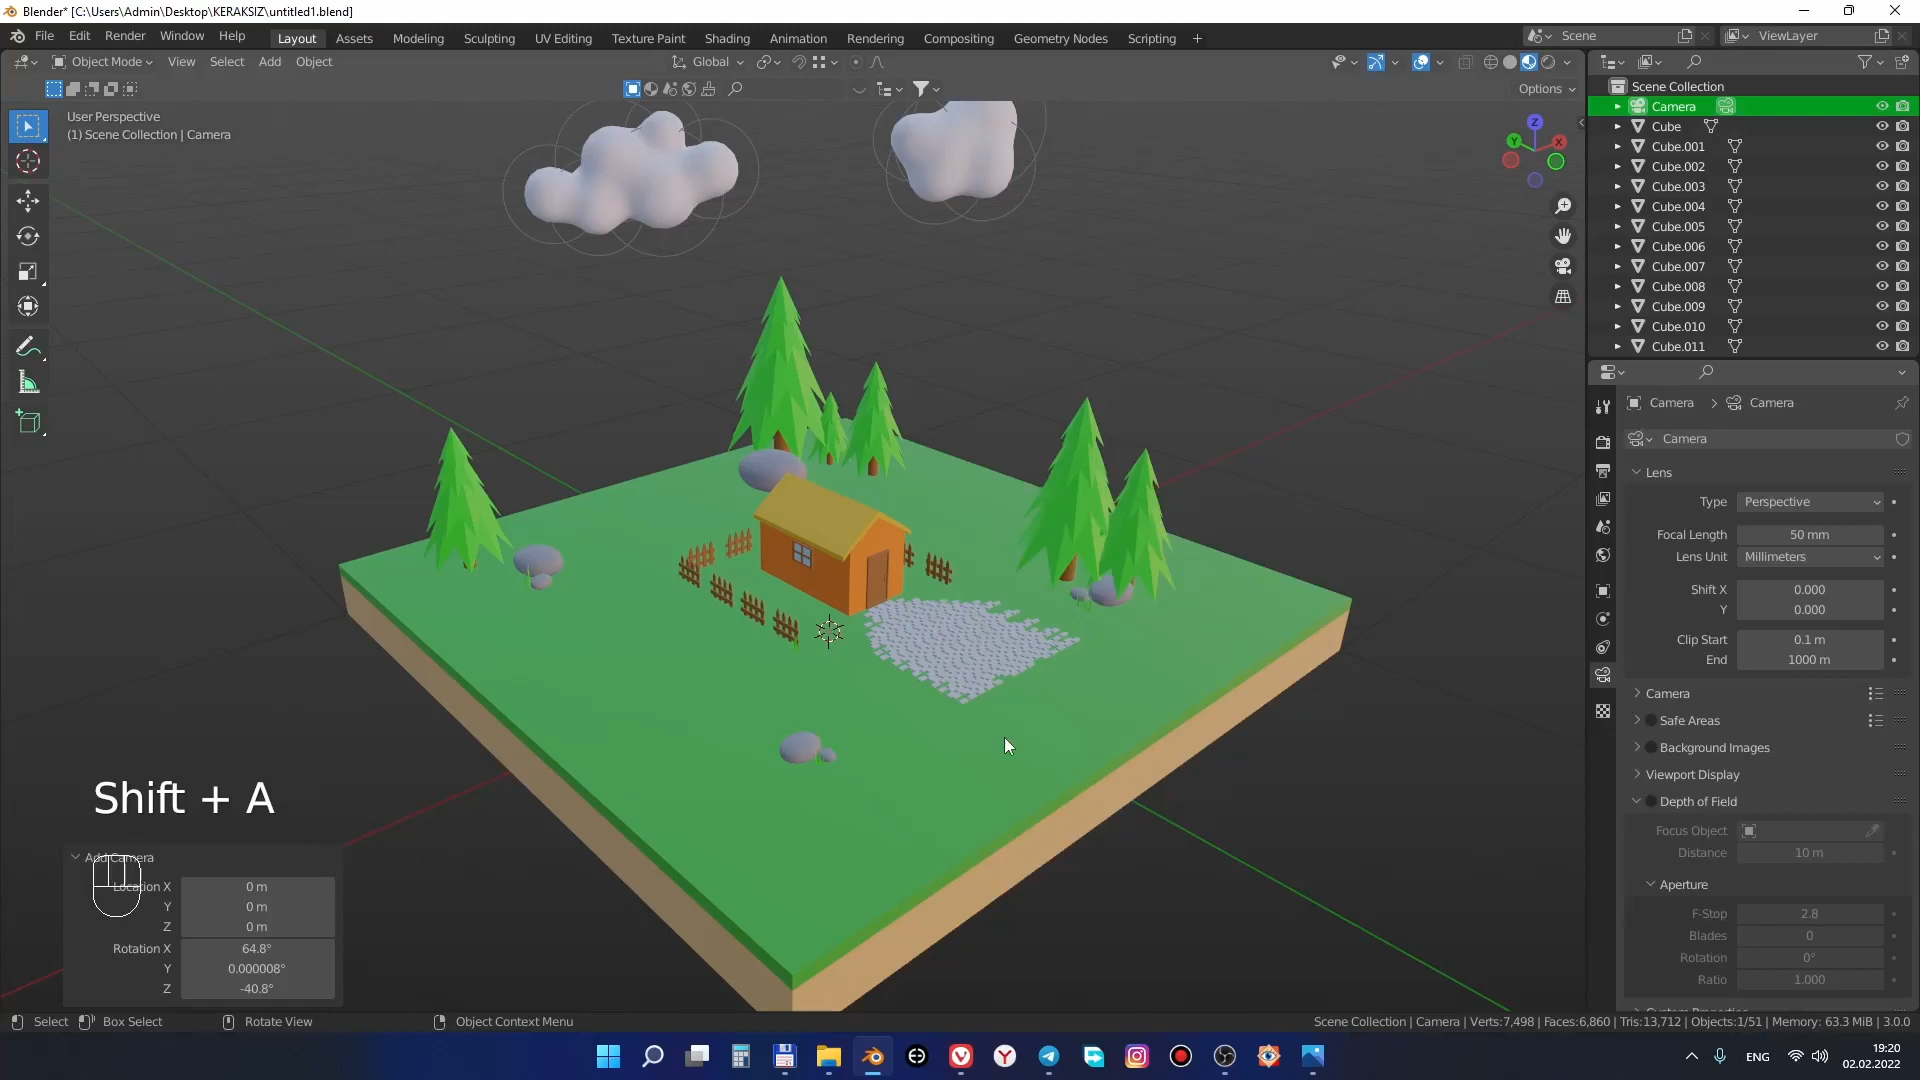 Blender* [C:\Users\Admin\Desktop\KERAKSIZ\untitled1.blend]
File Edit Render Window Help Layout Assets Modeling Sculpting UV Editing Texture Paint Shading Animation Rendering Compositing Geometry Nodes Scripting + Scene ViewLayer
Object Mode View Select Add Object Global
Options
User Perspective
(1) Scene Collection | Camera
Z
Y
X
Scene Collection
Camera
Cube
Cube.001
Cube.002
Cube.003
Cube.004
Cube.005
Cube.006
Cube.007
Cube.008
Cube.009
Cube.010
Cube.011
Camera > Camera
Camera
Lens
Type Perspective
Focal Length 50 mm
Lens Unit Millimeters
Shift X 0.000
Y 0.000
Clip Start 0.1 m
End 1000 m
Camera
Safe Areas
Background Images
Viewport Display
Depth of Field
Focus Object
Distance 10 m
Aperture
F-Stop 2.8
Blades 0
Rotation 0°
Ratio 1.000
Shift + A
Add Camera
Location X 0 m
Y 0 m
Z 0 m
Rotation X 64.8°
Y 0.000008°
Z -40.8°
Select Box Select Rotate View Object Context Menu
Scene Collection | Camera | Verts:7,498 | Faces:6,860 | Tris:13,712 | Objects:1/51 | Memory: 63.3 MiB | 3.0.0
ENG
19:20
02.02.2022